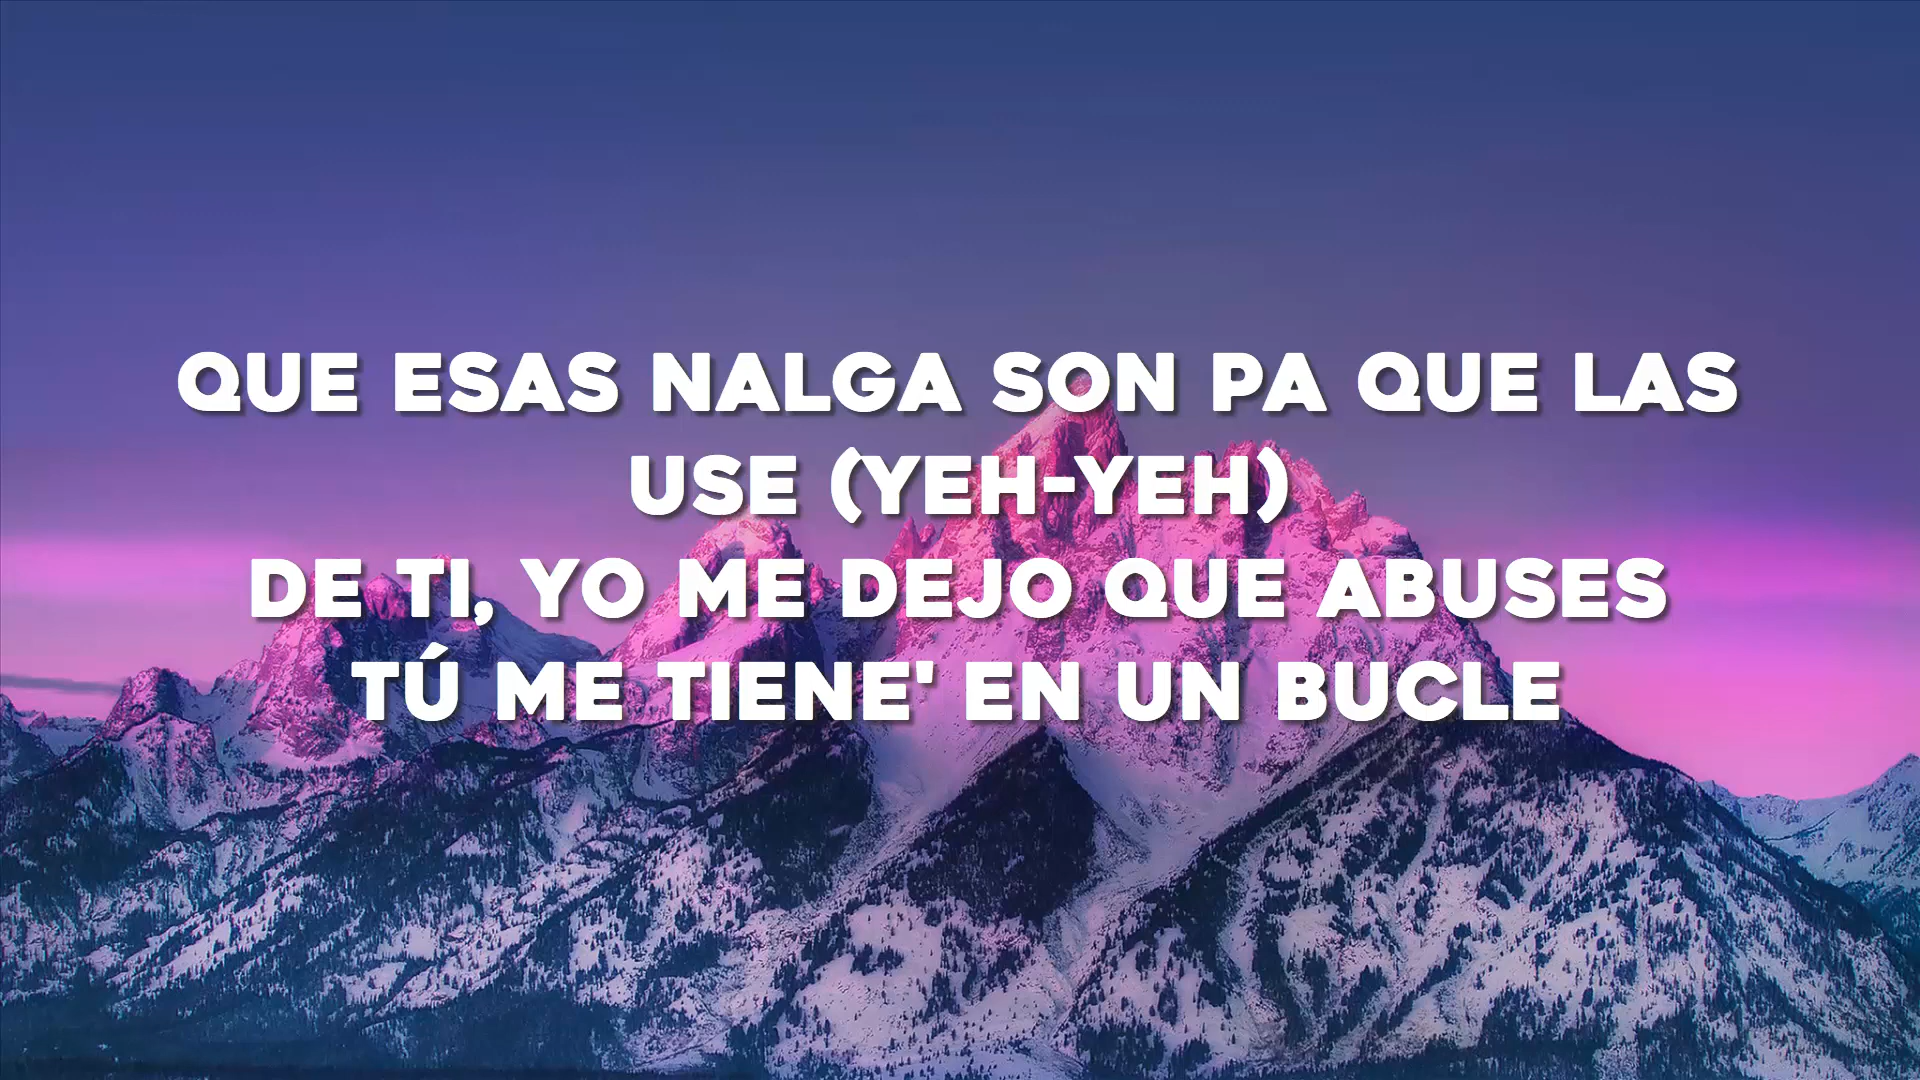 QUE ESAS NALGA SON PA QUE LAS
USE (YEH-YEH)
DE TI, YO ME DEJO QUE ABUSES
TÚ ME TIENE' EN UN BUCLE